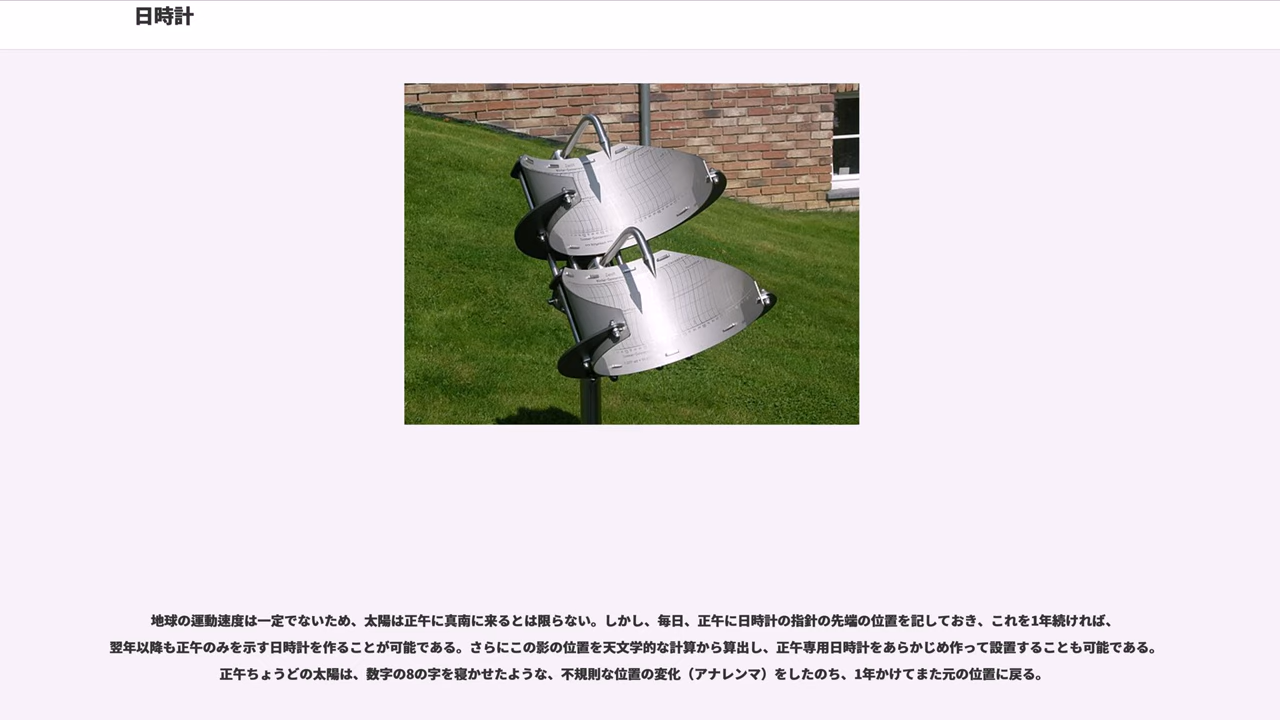 日時計
地球の運動速度は一定でないため、太陽は正午に真南に来るとは限らない。しかし、毎日、正午に日時計の指針の先端の位置を記しておき、これを1年続ければ、
翌年以降も正午のみを示す日時計を作ることが可能である。さらにこの影の位置を天文学的な計算から算出し、正午専用日時計をあらかじめ作って設置することも可能である。
正午ちょうどの太陽は、数字の8の字を寝かせたような、不規則な位置の変化（アナレンマ）をしたのち、1年かけてまた元の位置に戻る。